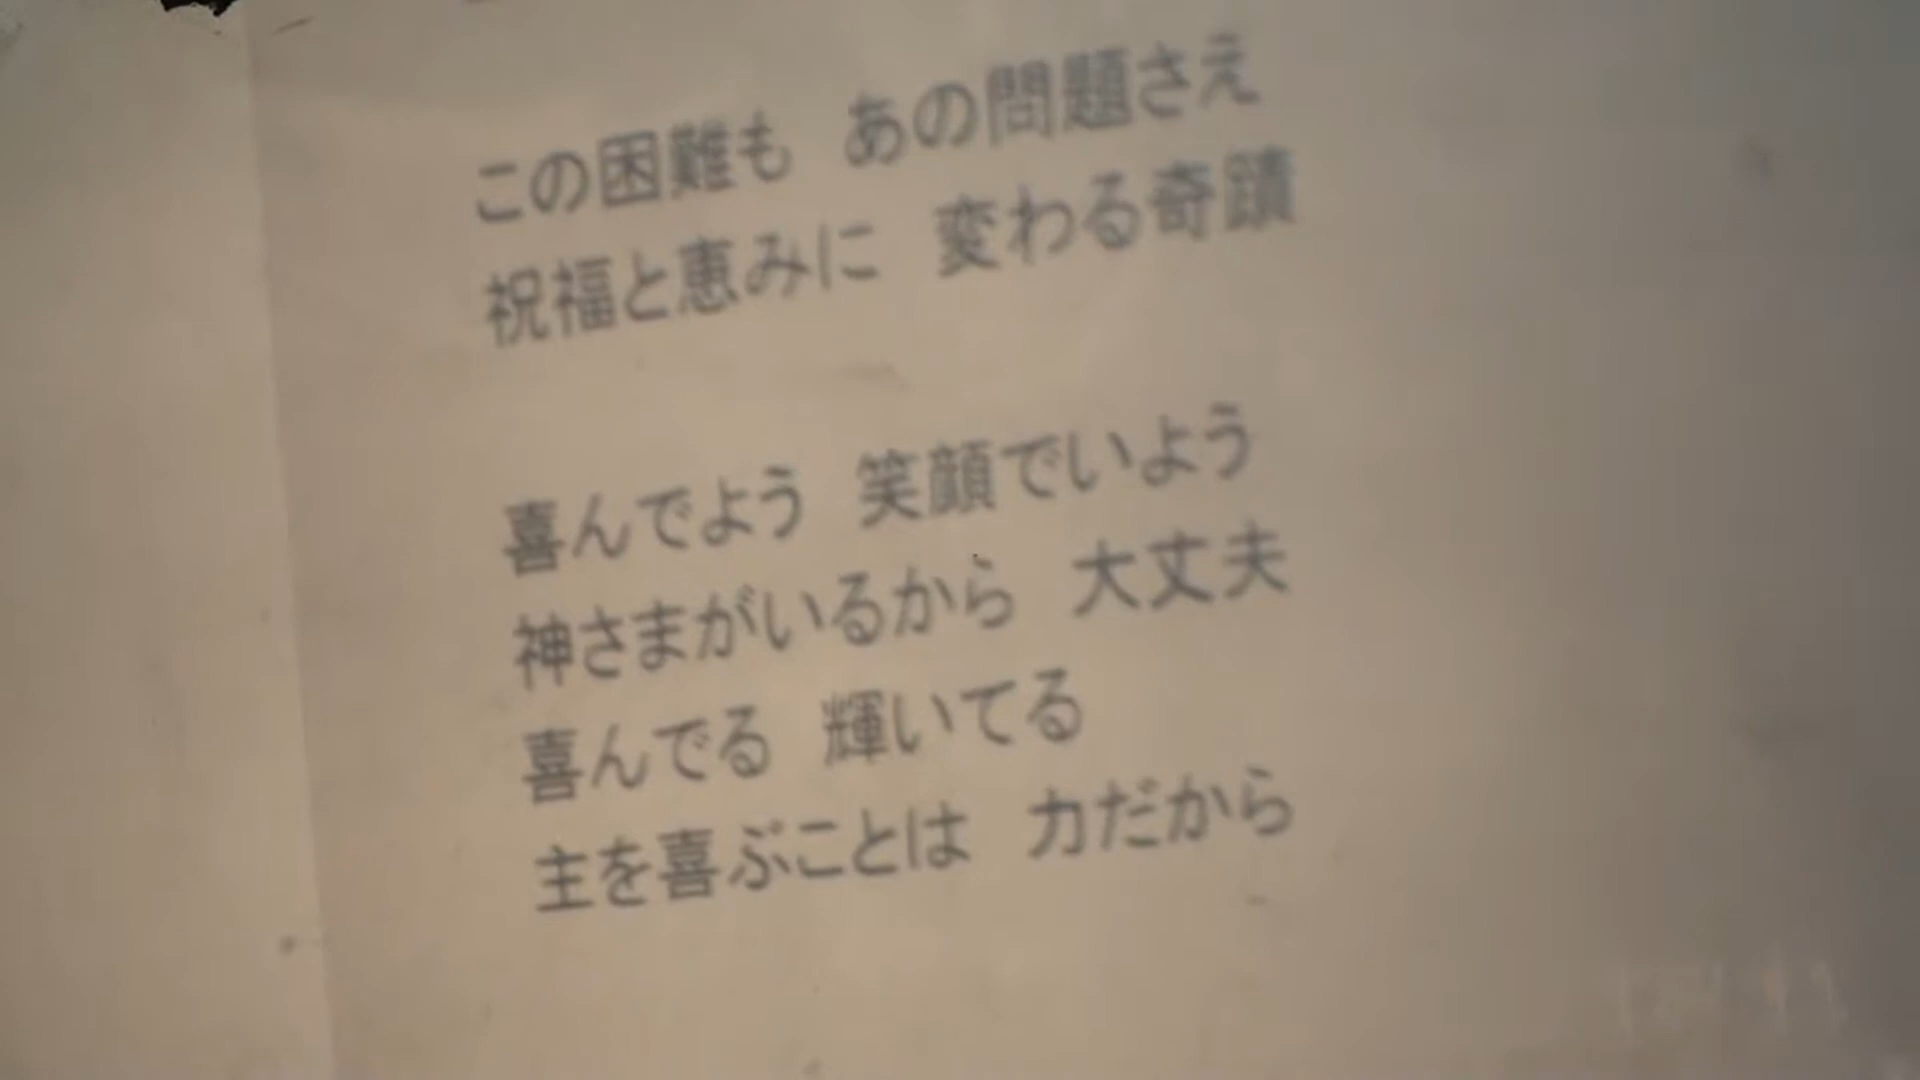 この困難も　あの問題さえ
祝福と恵みに　変わる奇蹟
喜んでよう　笑顔でいよう
神さまがいるから　大丈夫
喜んでる　輝いてる
主を喜ぶことは　力だから